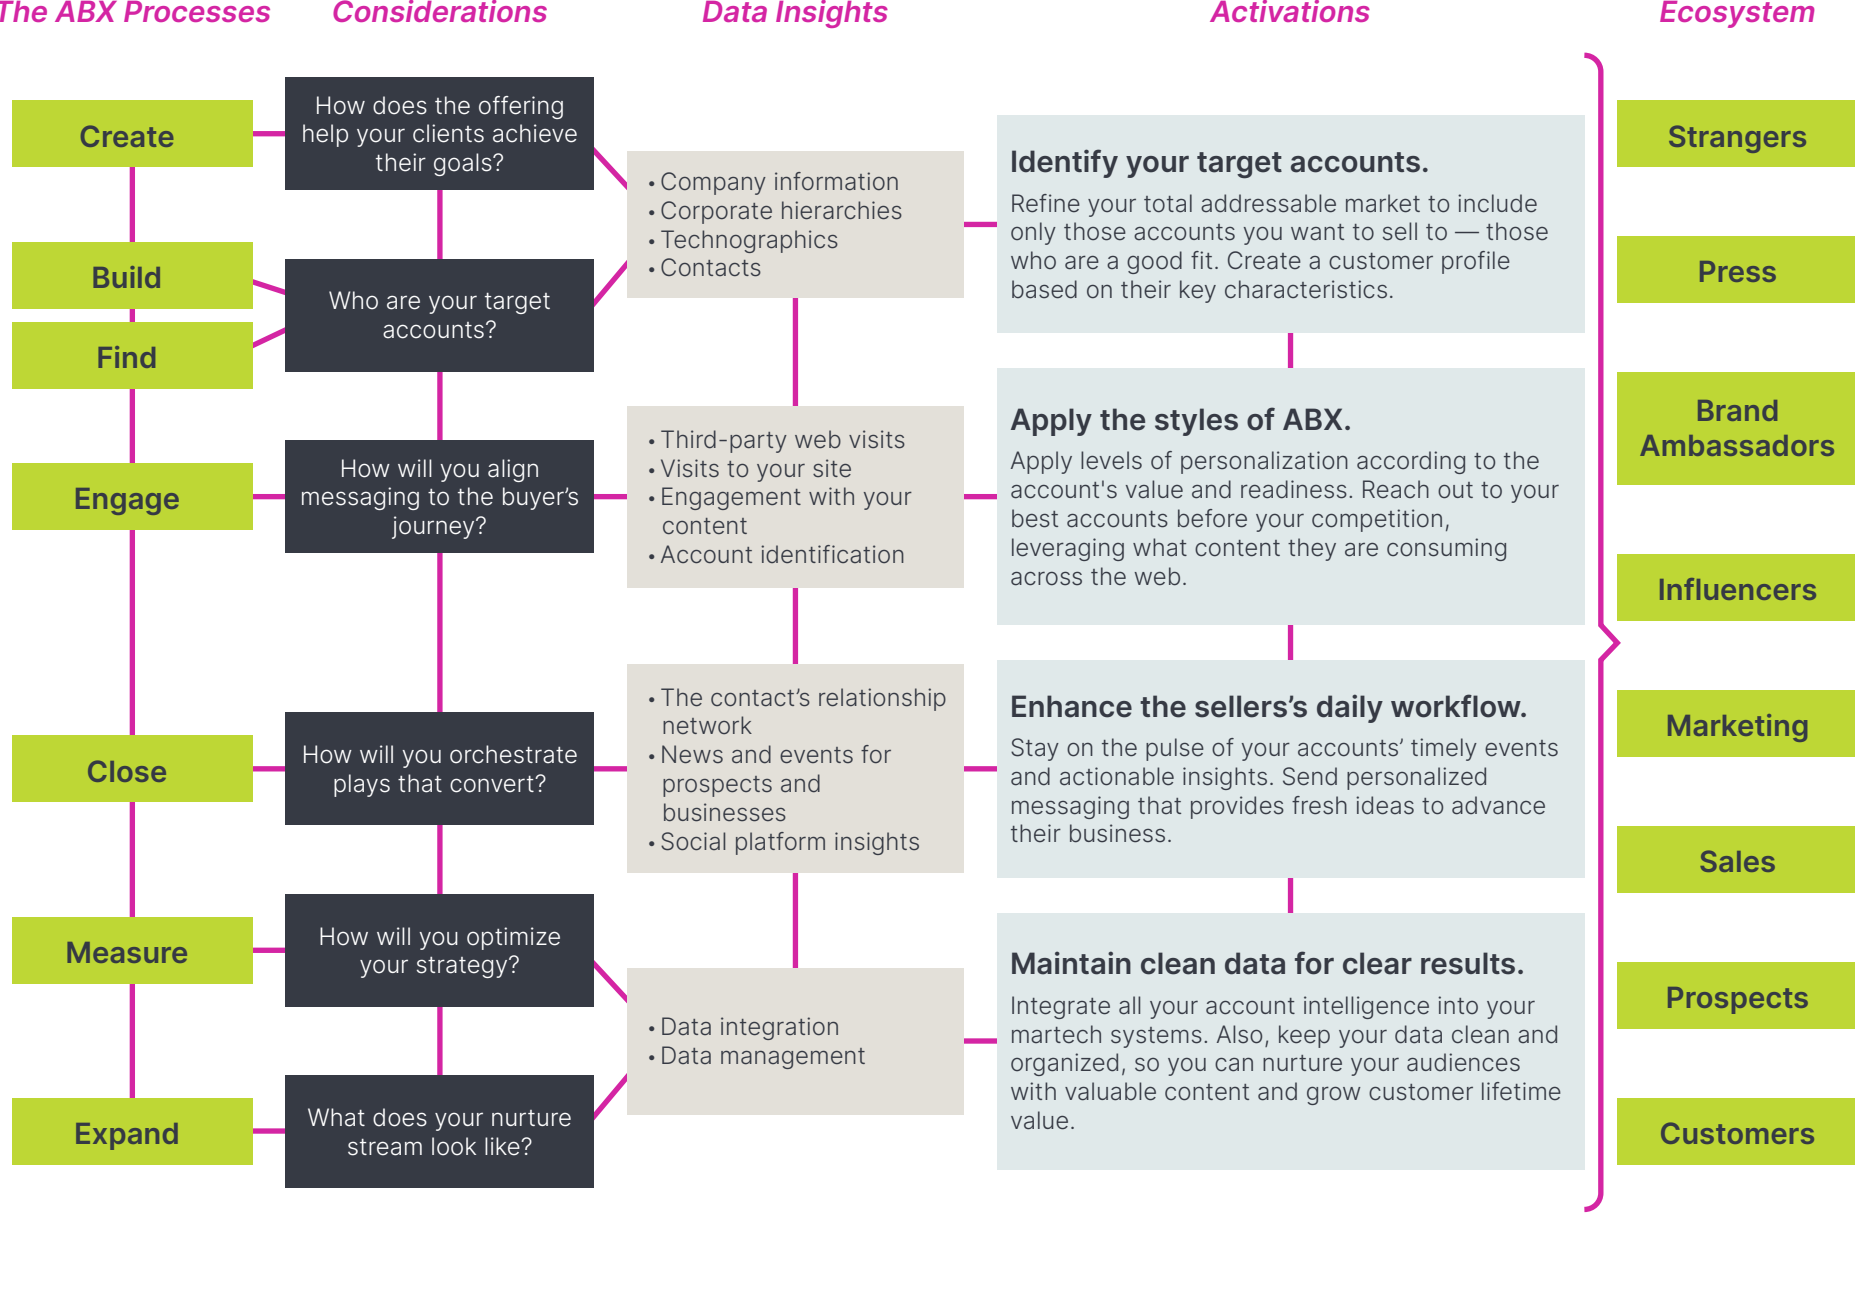 The ABX Processes
Considerations
Data Insights
Activations
Ecosystem
Create
Build
Find
Engage
Close
Measure
Expand
How does the offering
help your clients achieve
their goals?
Who are your target
accounts?
How will you align
messaging to the buyer’s
journey?
How will you orchestrate
plays that convert?
How will you optimize
your strategy?
What does your nurture
stream look like?
• Company information
• Corporate hierarchies
• Technographics
• Contacts
• Third-party web visits
• Visits to your site
• Engagement with your
content
• Account identification
• The contact’s relationship
network
• News and events for
prospects and
businesses
• Social platform insights
• Data integration
• Data management
Identify your target accounts.
Refine your total addressable market to include
only those accounts you want to sell to — those
who are a good fit. Create a customer profile
based on their key characteristics.
Apply the styles of ABX.
Apply levels of personalization according to the
account's value and readiness. Reach out to your
best accounts before your competition,
leveraging what content they are consuming
across the web.
Enhance the sellers’s daily workflow.
Stay on the pulse of your accounts’ timely events
and actionable insights. Send personalized
messaging that provides fresh ideas to advance
their business.
Maintain clean data for clear results.
Integrate all your account intelligence into your
martech systems. Also, keep your data clean and
organized, so you can nurture your audiences
with valuable content and grow customer lifetime
value.
Strangers
Press
Brand
Ambassadors
Influencers
Marketing
Sales
Prospects
Customers